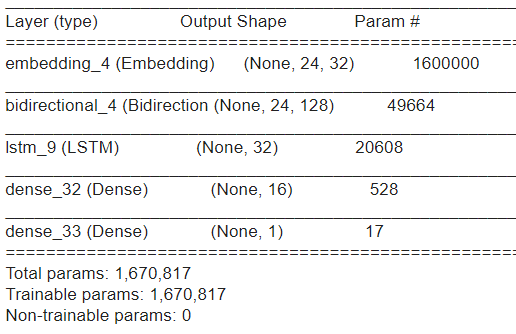 Layer (type) Output Shape Param #
embedding_4 (Embedding) (None, 24, 32) 1600000
bidirectional_4 (Bidirection (None, 24, 128) 49664
lstm_9 (LSTM) (None, 32) 20608
dense_32 (Dense) (None, 16) 528
dense_33 (Dense) (None, 1) 17
Total params: 1,670,817
Trainable params: 1,670,817
Non-trainable params: 0